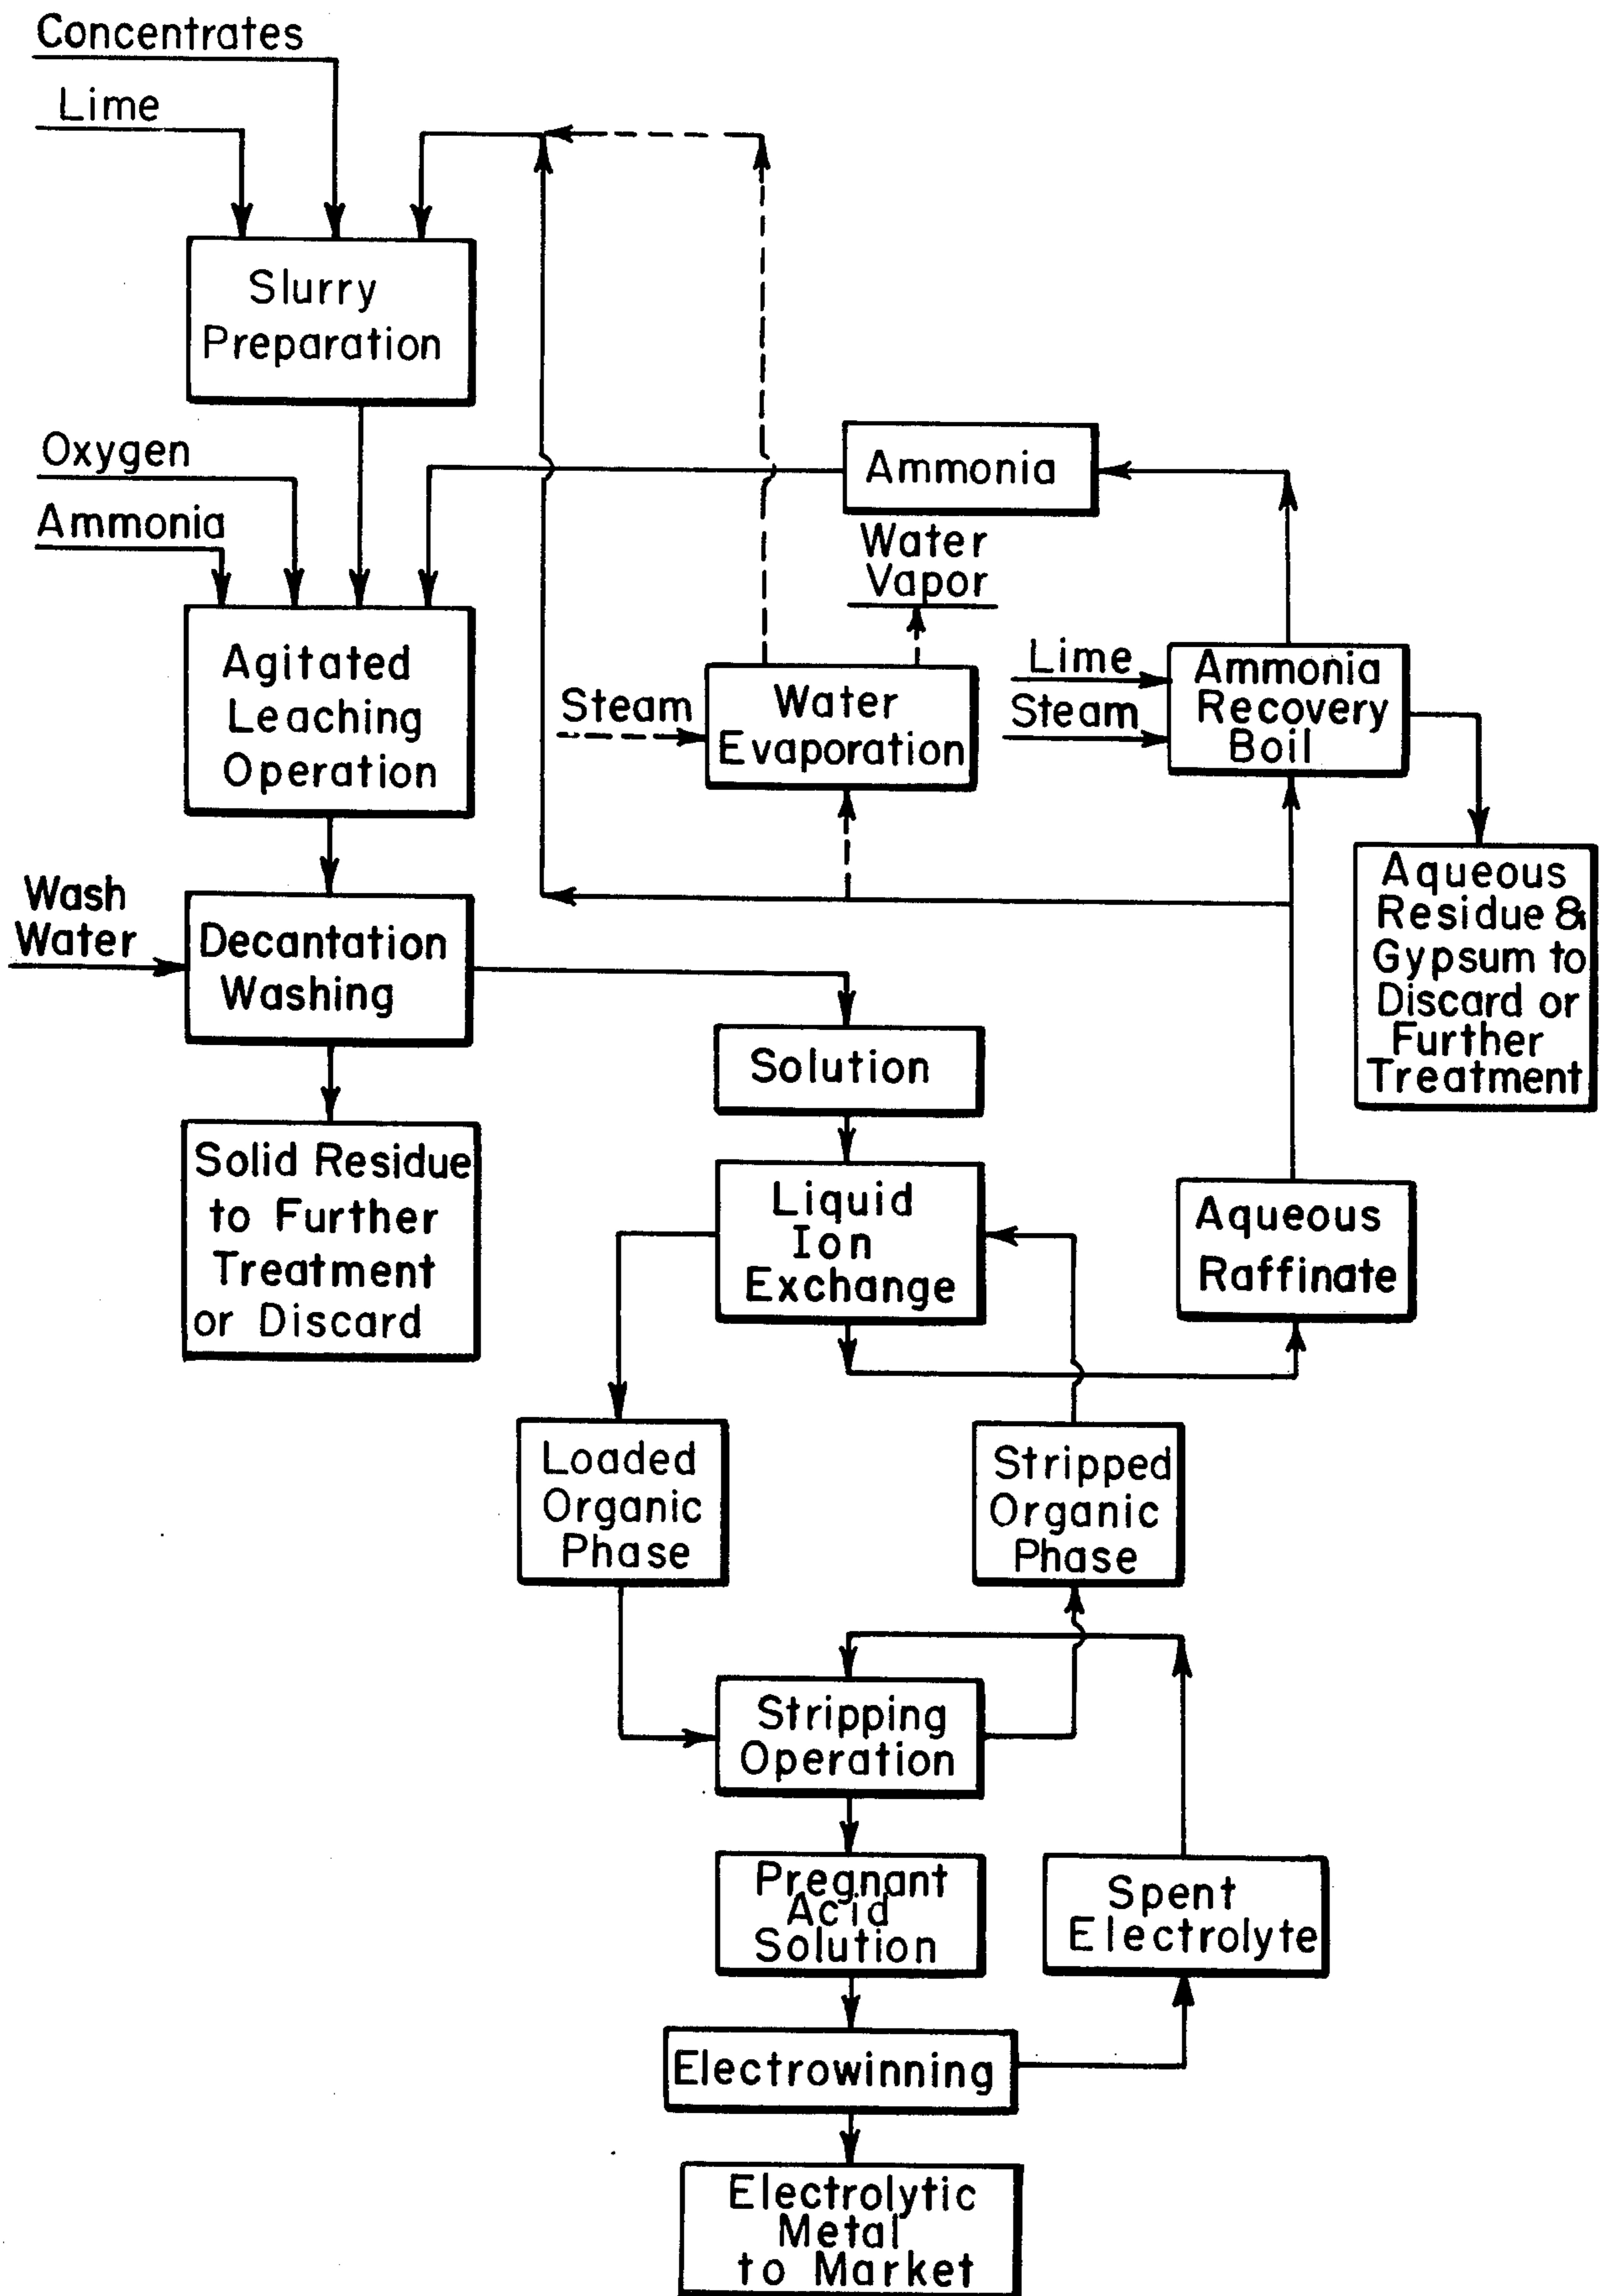 Concentrates
Lime
Slurry
Preparation
Oxygen
Ammonia
Ammonia
Water
Vapor
Agitated
Leaching
Operation
Steam
Water
Evaporation
Lime
Steam
Ammonia
Recovery
Boil
Wash
Water
Decantation
Washing
Aqueous
Residue &
Gypsum to
Discard or
Further
Treatment
Solution
Solid Residue
to Further
Treatment
or Discard
Liquid
Ion
Exchange
Aqueous
Raffinate
Loaded
Organic
Phase
Stripped
Organic
Phase
Stripping
Operation
Pregnant
Acid
Solution
Spent
Electrolyte
Electrowinning
Electrolytic
Metal
to Market